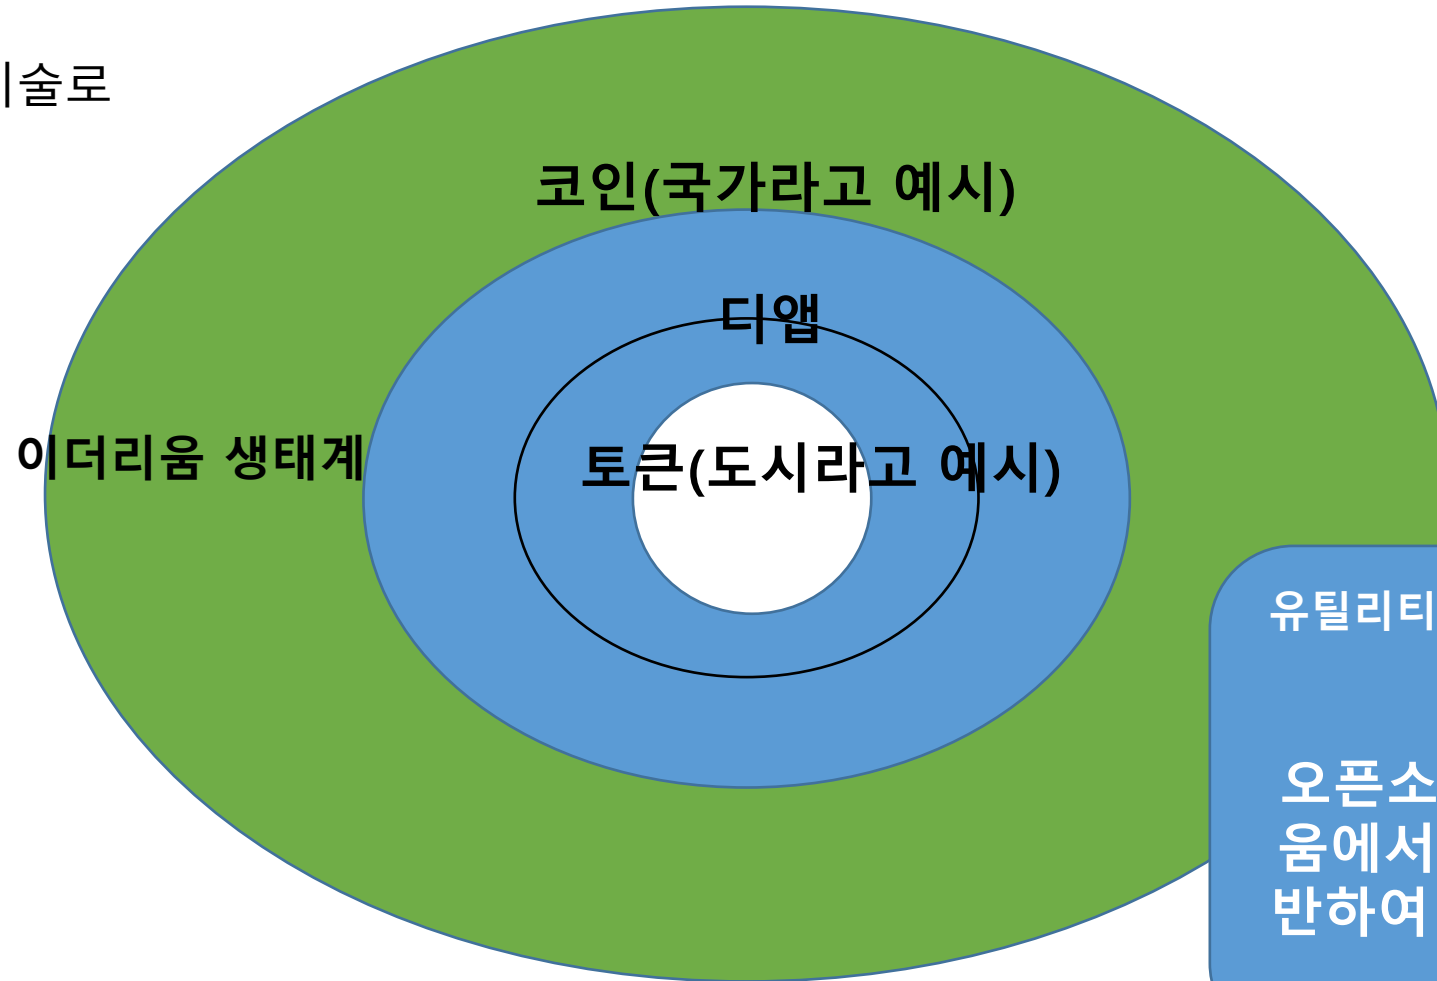 기술로
코인(국가라고 예시)
디앱
이더리움 생태계
토큰(도시라고 예시)
유틸리티
오픈소
움에서
반하여